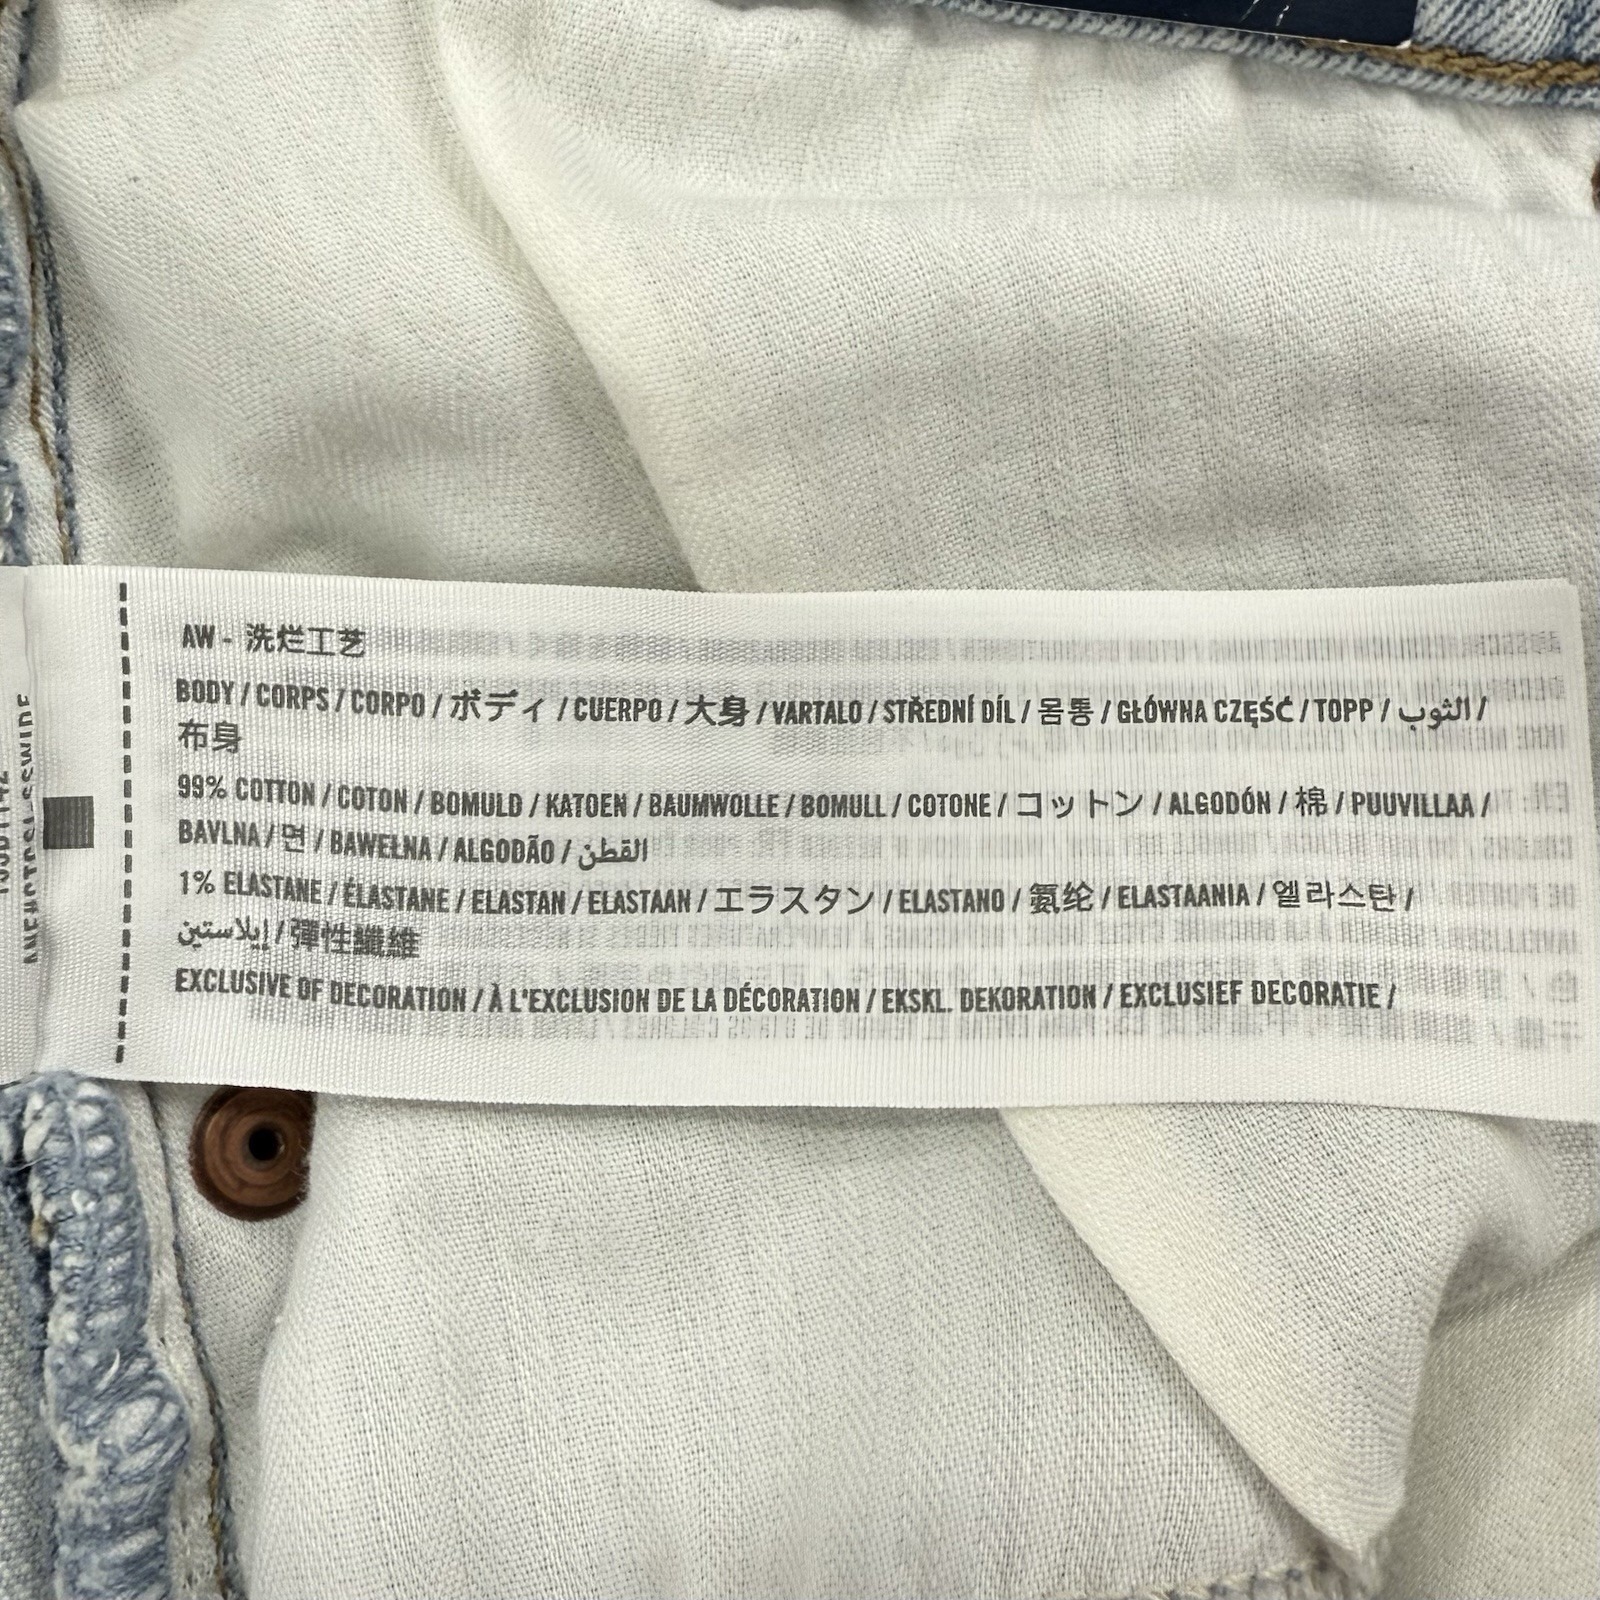 AW - 洗烂工艺
BODY / CORPS / CORPO / ボディ / CUERPO / 大身 / VARTALO / STŘEDNÍ DÍL / 몸통 / GŁÓWNA CZĘŚĆ / TOPP / الثوب /
布身
99% COTTON / COTON / BOMULD / KATOEN / BAUMWOLLE / BOMULL / COTONE / コットン / ALGODÓN / 棉 / PUUVILLAA /
BAVLNA / 면 / BAWEŁNA / ALGODÃO / القطن
1% ELASTANE / ÉLASTANE / ELASTAN / ELASTAAN / エラスタン / ELASTANO / 氨纶 / ELASTAANIA / 엘라스탄 /
إيلاستين / 彈性纖維
EXCLUSIVE OF DECORATION / À L'EXCLUSION DE LA DÉCORATION / EKSKL. DEKORATION / EXCLUSIEF DECORATIE /